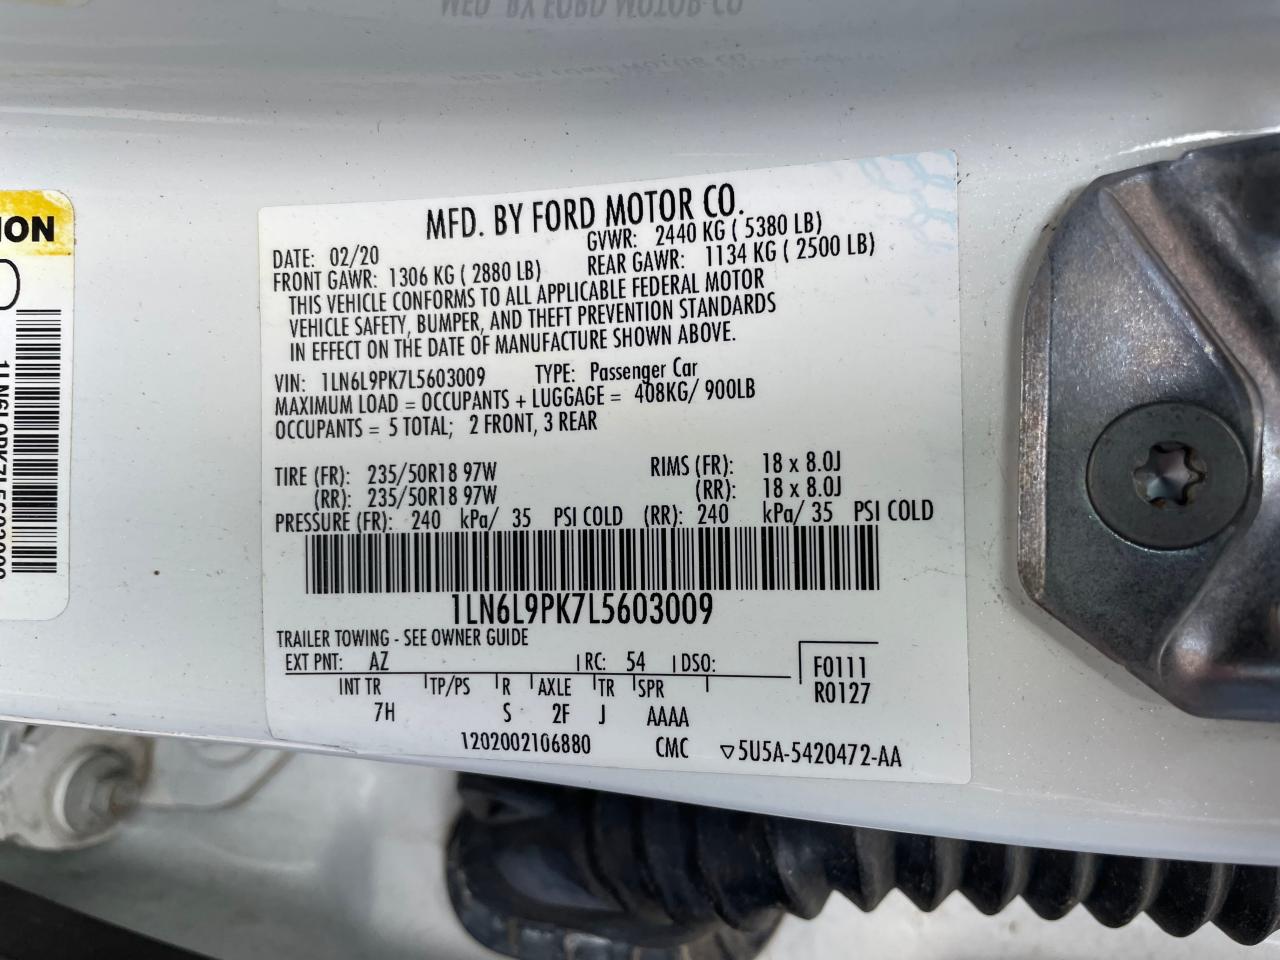 MFD. BY FORD MOTOR CO.
DATE: 02/20 GVWR: 2440 KG ( 5380 LB)
FRONT GAWR: 1306 KG ( 2880 LB) REAR GAWR: 1134 KG ( 2500 LB)
THIS VEHICLE CONFORMS TO ALL APPLICABLE FEDERAL MOTOR
VEHICLE SAFETY, BUMPER, AND THEFT PREVENTION STANDARDS
IN EFFECT ON THE DATE OF MANUFACTURE SHOWN ABOVE.
VIN: 1LN6L9PK7L5603009 TYPE: Passenger Car
MAXIMUM LOAD = OCCUPANTS + LUGGAGE = 408KG/ 900LB
OCCUPANTS = 5 TOTAL; 2 FRONT, 3 REAR
TIRE (FR): 235/50R18 97W RIMS (FR): 18 x 8.0J
(RR): 235/50R18 97W (RR): 18 x 8.0J
PRESSURE (FR): 240 kPa/ 35 PSI COLD (RR): 240 kPa/ 35 PSI COLD
1LN6L9PK7L5603009
TRAILER TOWING - SEE OWNER GUIDE
EXT PNT: AZ RC: 54 DSO: F0111
R0127
INT TR TP/PS R AXLE TR SPR
7H S 2F J AAAA
1202002106880 CMC ▽5U5A-5420472-AA
ION
1LN6L9PK7L5603009